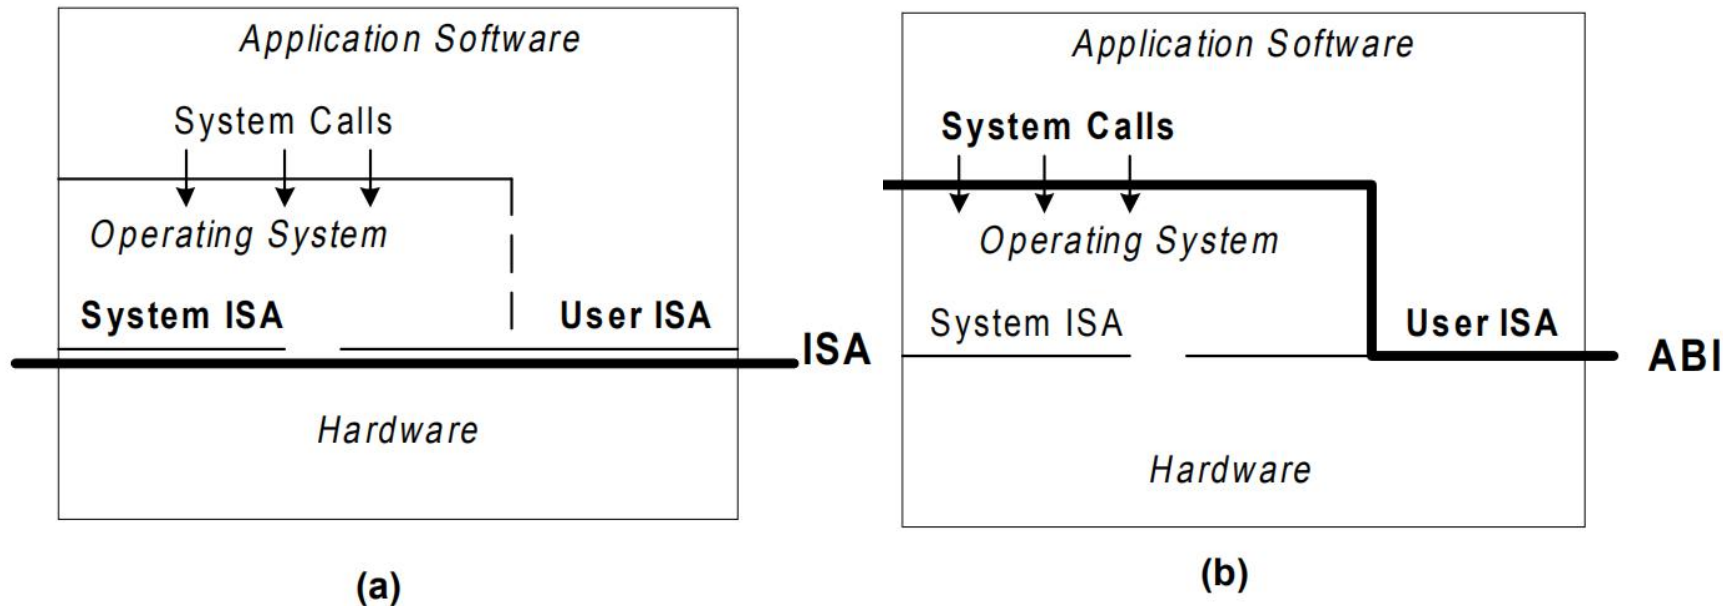 Application Software
System Calls
Operating System
System ISA
User ISA
ISA
Hardware
(a)
Application Software
System Calls
Operating System
System ISA
User ISA
ABI
Hardware
(b)